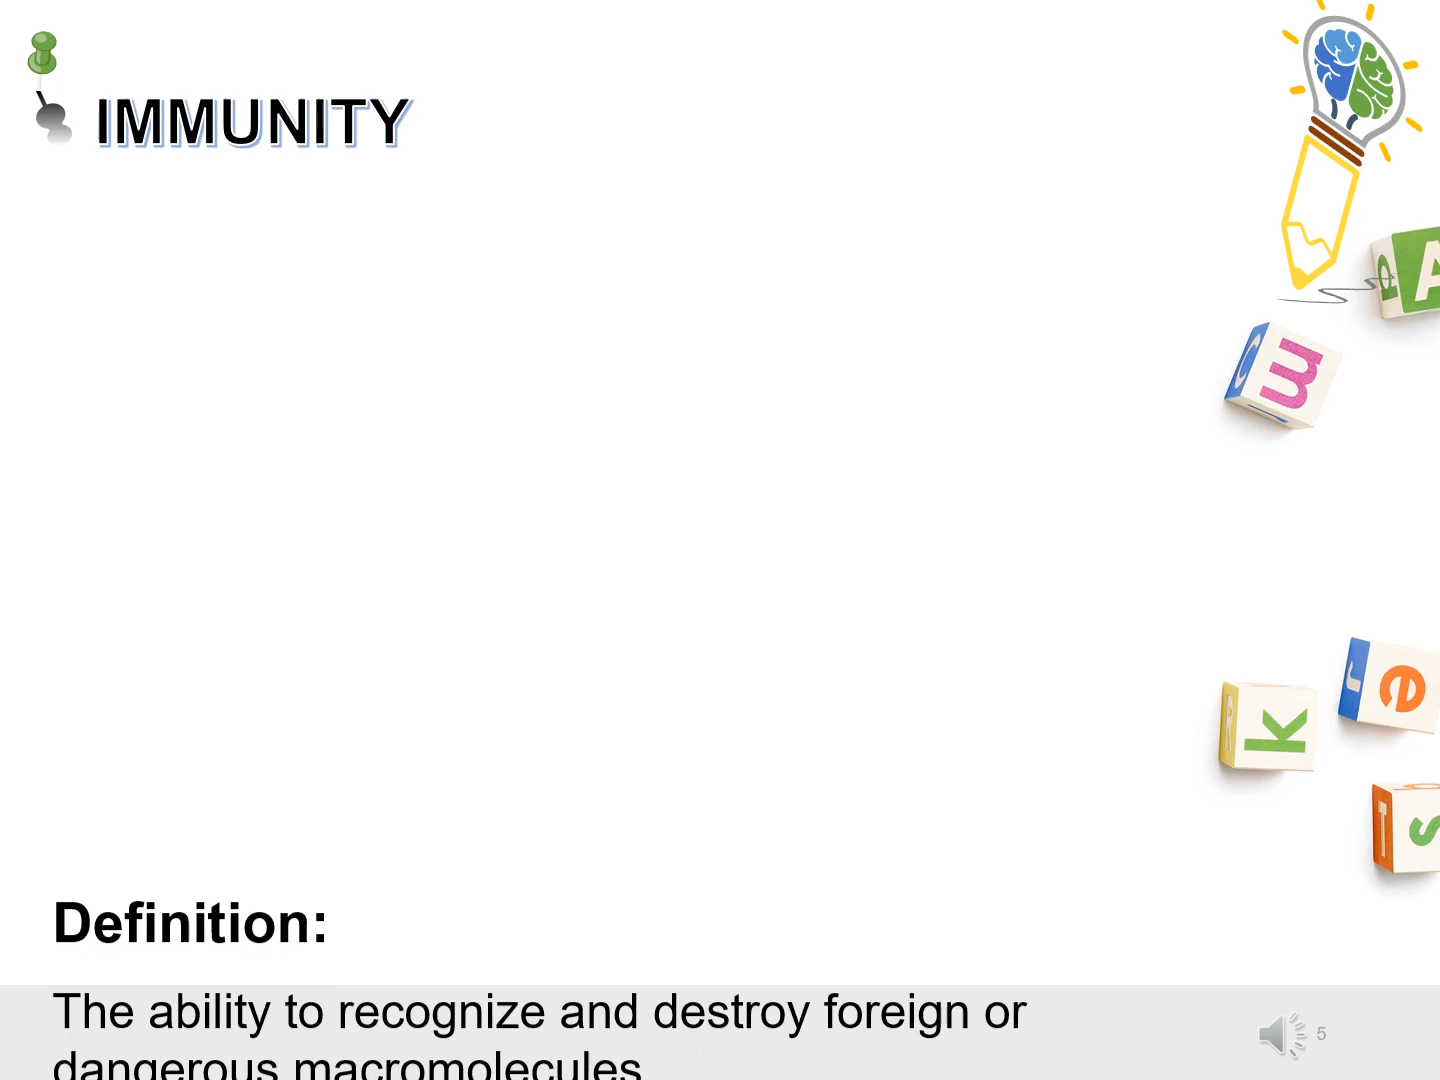 IMMUNITY
A
C m
r e
R k
I s
Definition:
The ability to recognize and destroy foreign or
dangerous macromolecules
5